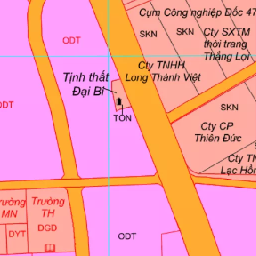 Cụm Công nghiệp Dốc 47
ODT
SKN
SKN
Cty SXTM
thời trang
Thắng Lợi
Cty TNHH
Long Thành Việt
Tịnh thất
Đại Bi
ODT
TON
SKN
Cty CP
Thiên Đức
Cty TN
Lạc Hồn
Trường
MN
Trường
TH
DYT
DGD
ODT